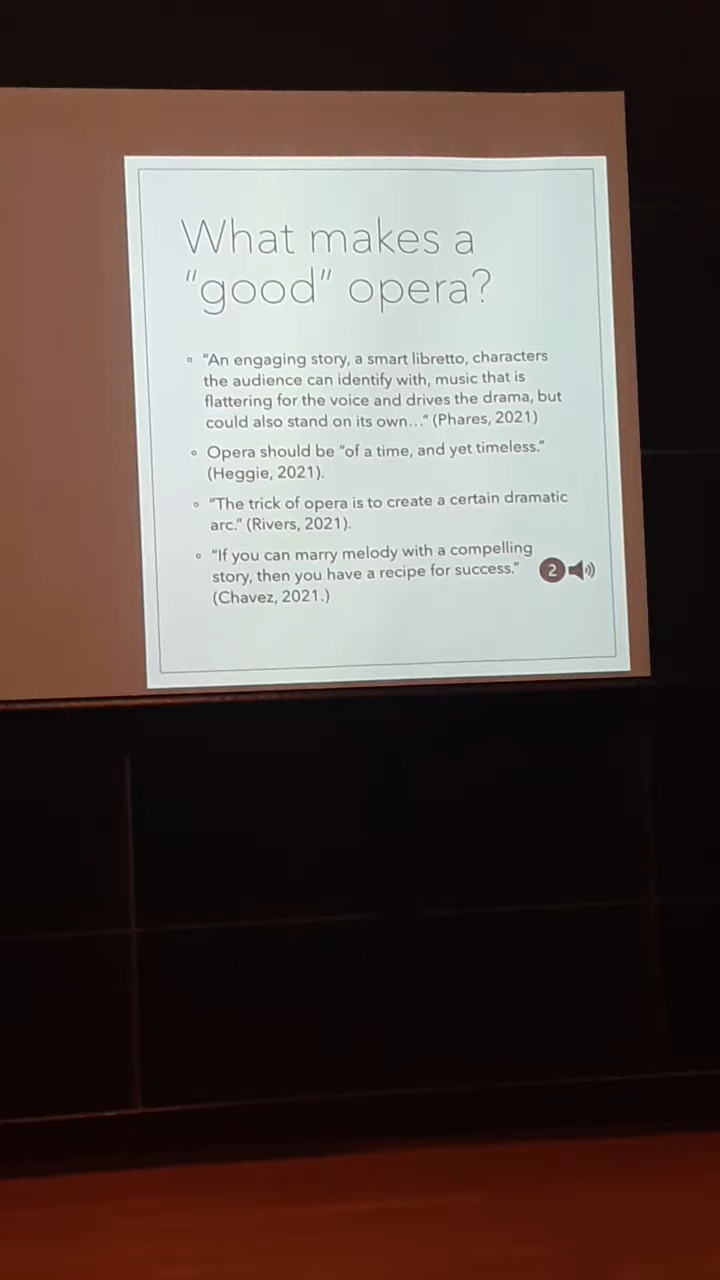 What makes a
"good" opera?
"An engaging story, a smart libretto, characters
the audience can identify with, music that is
flattering for the voice and drives the drama, but
could also stand on its own..." (Phares, 2021)
Opera should be "of a time, and yet timeless."
(Heggie, 2021).
"The trick of opera is to create a certain dramatic
arc." (Rivers, 2021).
"If you can marry melody with a compelling
story, then you have a recipe for success."
(Chavez, 2021.)
2